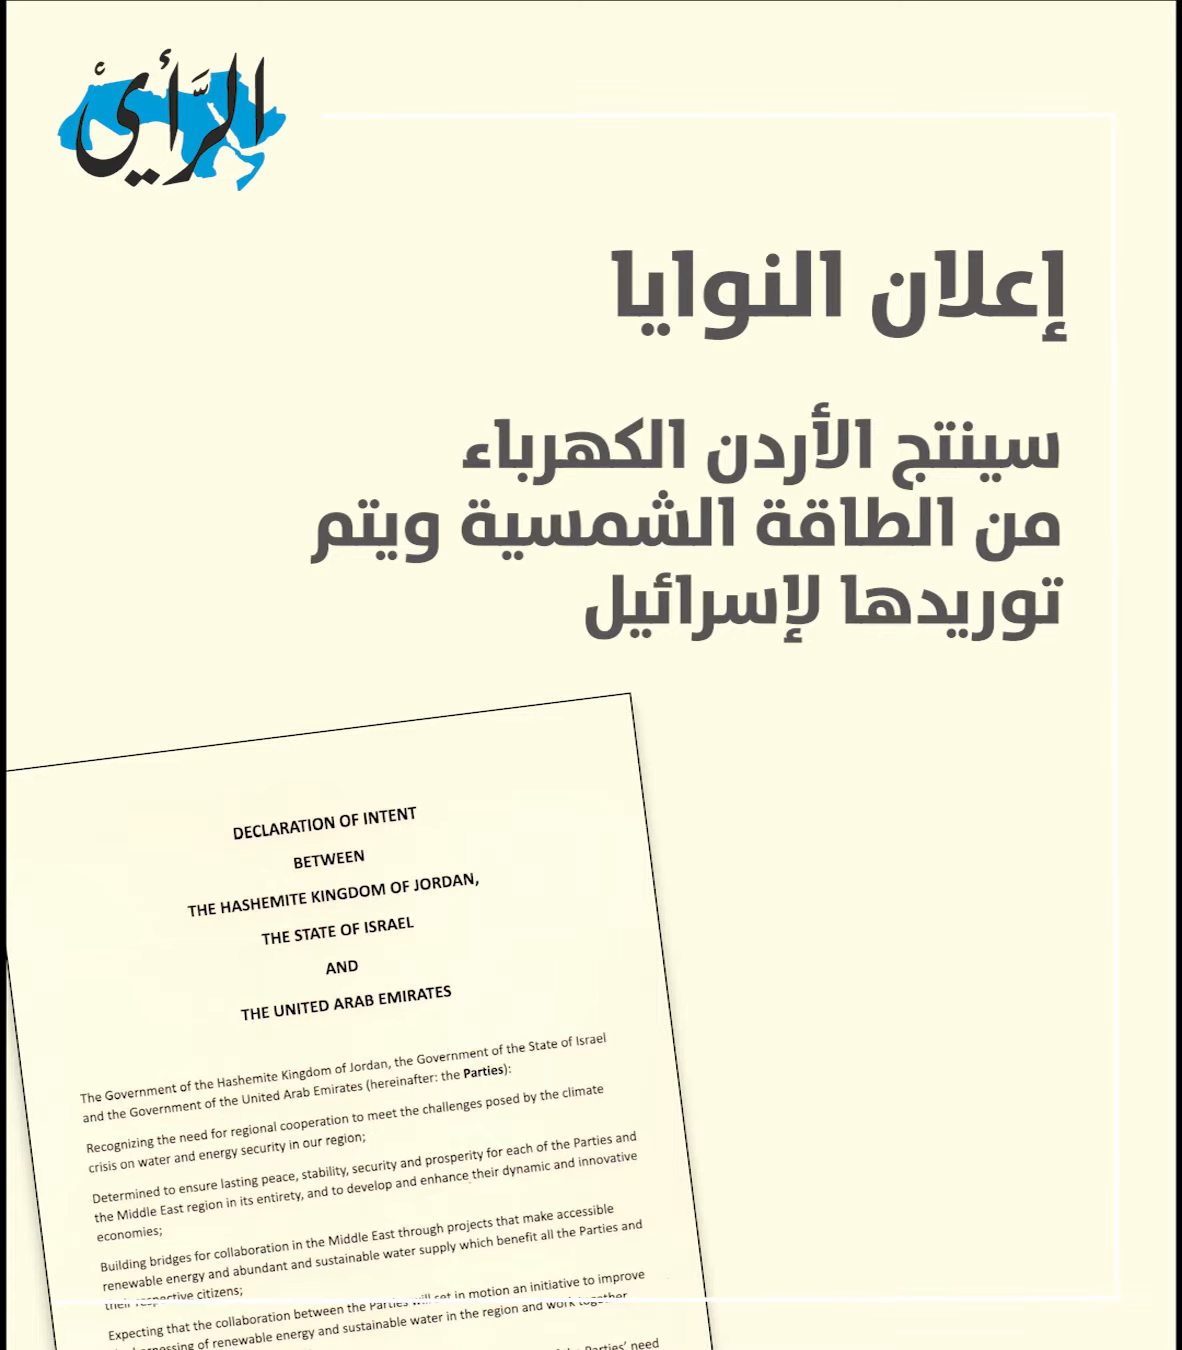 الرأي
إعلان النوايا
سينتج الأردن الكهرباء
من الطاقة الشمسية ويتم
توريدها لإسرائيل
DECLARATION OF INTENT
BETWEEN
THE HASHEMITE KINGDOM OF JORDAN,
THE STATE OF ISRAEL
AND
THE UNITED ARAB EMIRATES
The Government of the Hashemite Kingdom of Jordan, the Government of the State of Israel
and the Government of the United Arab Emirates (hereinafter: the Parties):
Recognizing the need for regional cooperation to meet the challenges posed by the climate
crisis on water and energy security in our region;
Determined to ensure lasting peace, stability, security and prosperity for each of the Parties and
the Middle East region in its entirety, and to develop and enhance their dynamic and innovative
economies;
Building bridges for collaboration in the Middle East through projects that make accessible
renewable energy and abundant and sustainable water supply which benefit all the Parties and
their respective citizens;
Expecting that the collaboration between the Parties will set in motion an initiative to improve
of renewable energy and sustainable water in the region and work together
Parties' need